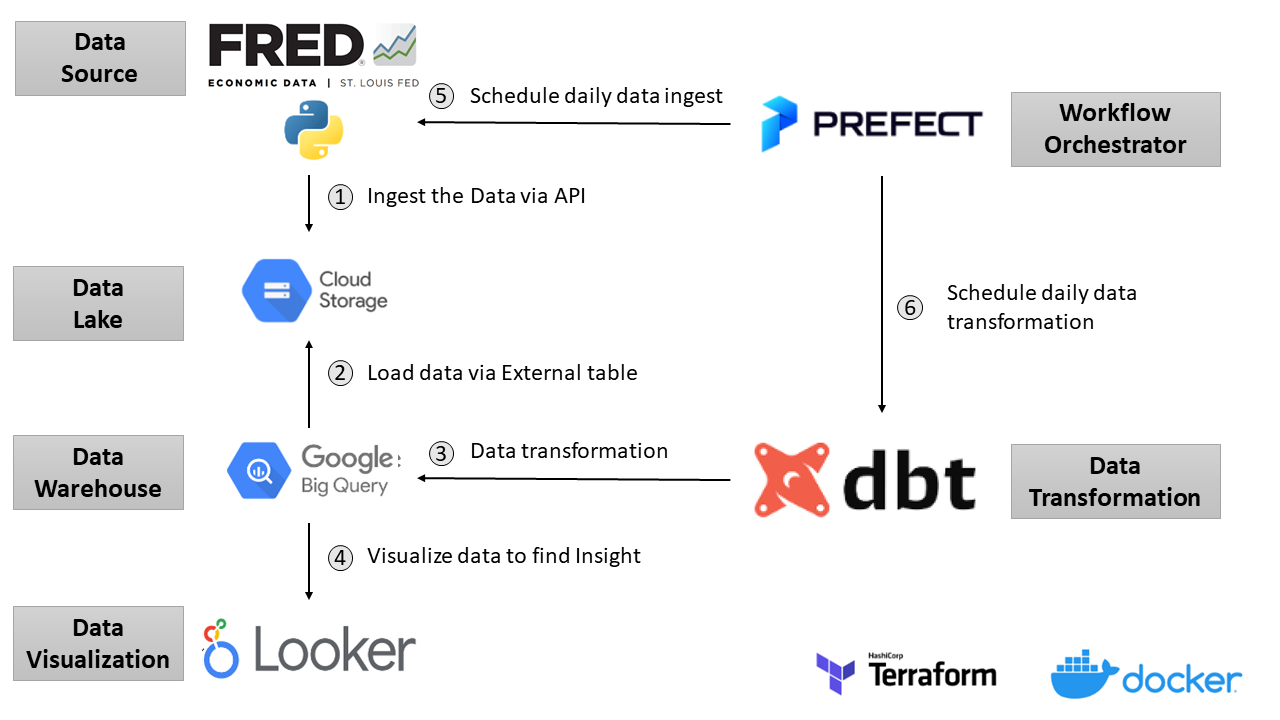 Data
Source
FRED®
ECONOMIC DATA | ST. LOUIS FED
5 Schedule daily data ingest
PREFECT
Workflow
Orchestrator
1 Ingest the Data via API
Data
Lake
Cloud
Storage
6 Schedule daily data
transformation
2 Load data via External table
Data
Warehouse
Google
Big Query
3 Data transformation
dbt
Data
Transformation
4 Visualize data to find Insight
Data
Visualization
Looker
HashiCorp
Terraform
docker